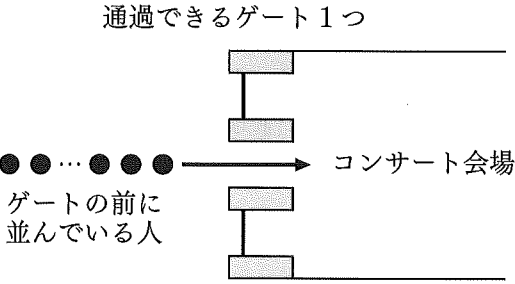 通過できるゲート1つ
コンサート会場
ゲートの前に
並んでいる人